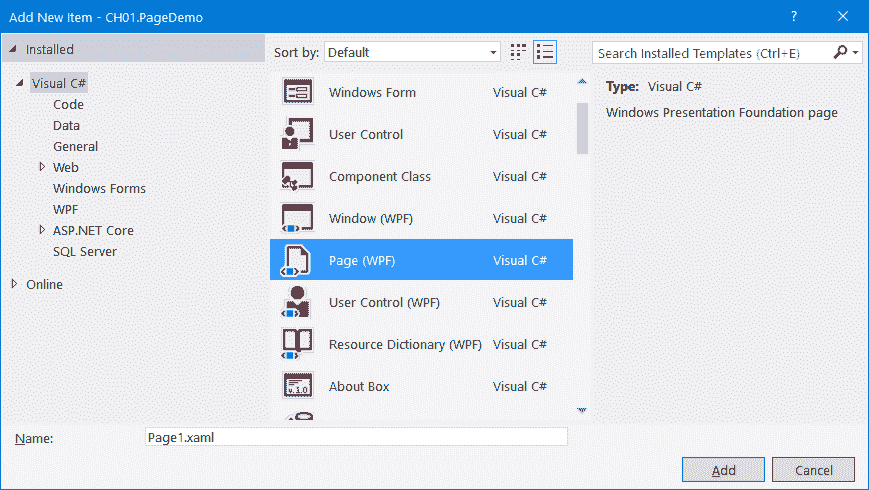 Add New Item - CH01.PageDemo
?
Installed
Sort by: Default
Search Installed Templates (Ctrl+E)
Visual C#
Code
Data
General
Web
Windows Forms
WPF
ASP.NET Core
SQL Server
Online
Windows Form Visual C#
User Control Visual C#
Component Class Visual C#
Window (WPF) Visual C#
Page (WPF) Visual C#
User Control (WPF) Visual C#
Resource Dictionary (WPF) Visual C#
v.1.0
About Box Visual C#
Type: Visual C#
Windows Presentation Foundation page
Name: Page1.xaml
Add Cancel